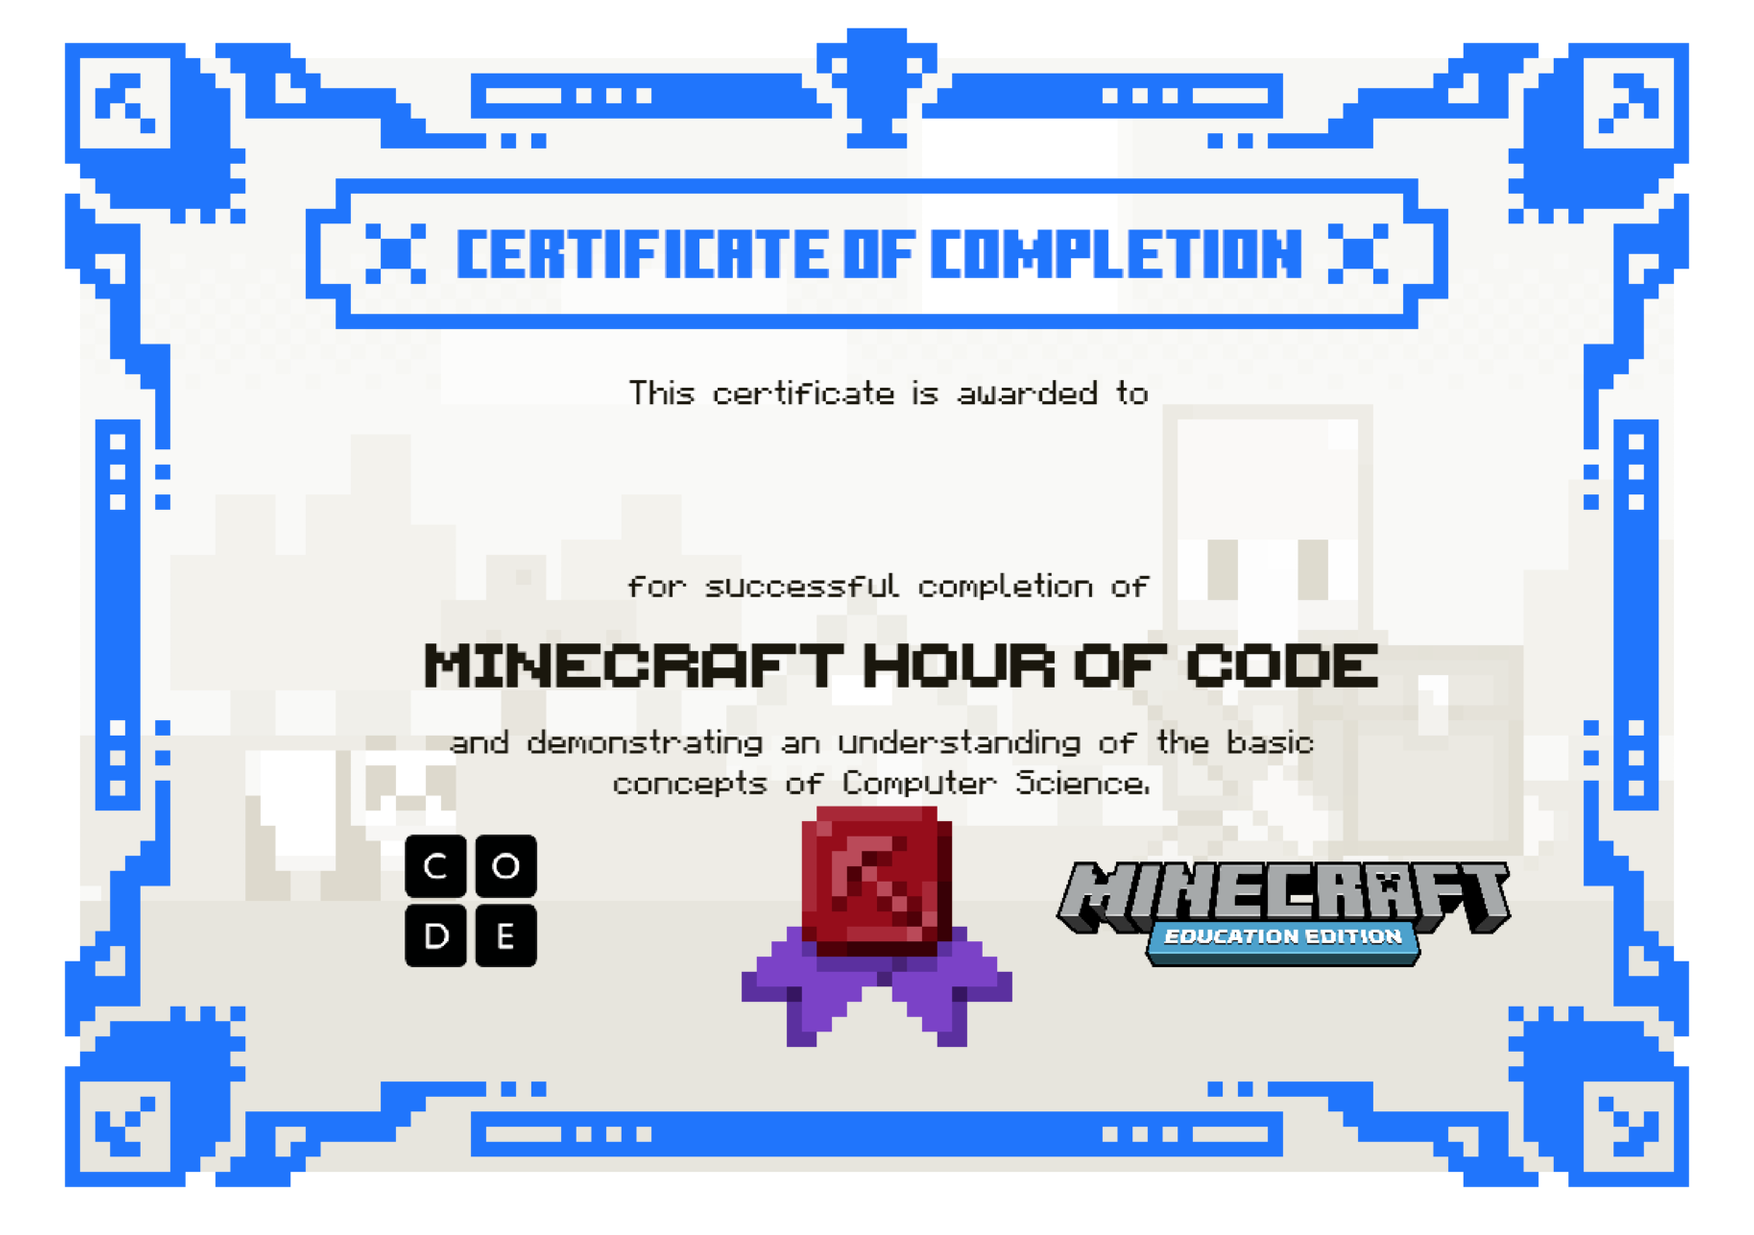 CERTIFICATE OF COMPLETION
This certificate is awarded to
for successful completion of
MINECRAFT HOUR OF CODE
and demonstrating an understanding of the basic
concepts of Computer Science.
C O
D E
MINECRAFT
EDUCATION EDITION